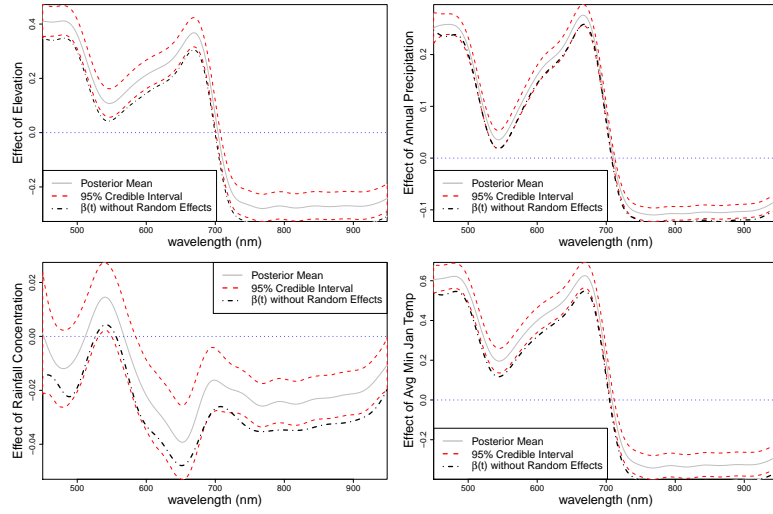 Effect of Elevation
0.4
0.2
0.0
-0.2
Posterior Mean
95% Credible Interval
β(t) without Random Effects
500 600 700 800 900
wavelength (nm)
Effect of Annual Precipitation
0.2
0.1
0.0
-0.1
Posterior Mean
95% Credible Interval
β(t) without Random Effects
500 600 700 800 900
wavelength (nm)
Effect of Rainfall Concentration
0.02
0.00
-0.02
-0.04
Posterior Mean
95% Credible Interval
β(t) without Random Effects
500 600 700 800 900
wavelength (nm)
Effect of Avg Min Jan Temp
0.6
0.4
0.2
0.0
-0.2
Posterior Mean
95% Credible Interval
β(t) without Random Effects
500 600 700 800 900
wavelength (nm)